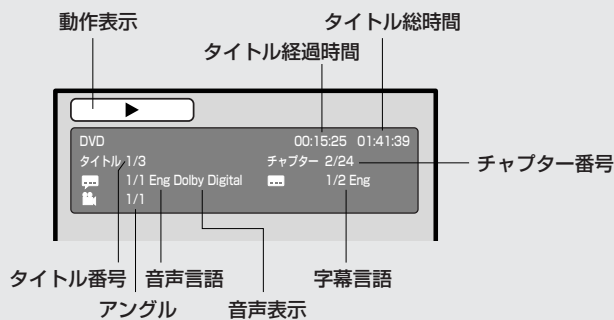 動作表示
タイトル総時間
タイトル経過時間
DVD 00:15:25 01:41:39
タイトル 1/3 チャプター 2/24
チャプター番号
1/1 Eng Dolby Digital 1/2 Eng
1/1
タイトル番号 音声言語 字幕言語
アングル 音声表示